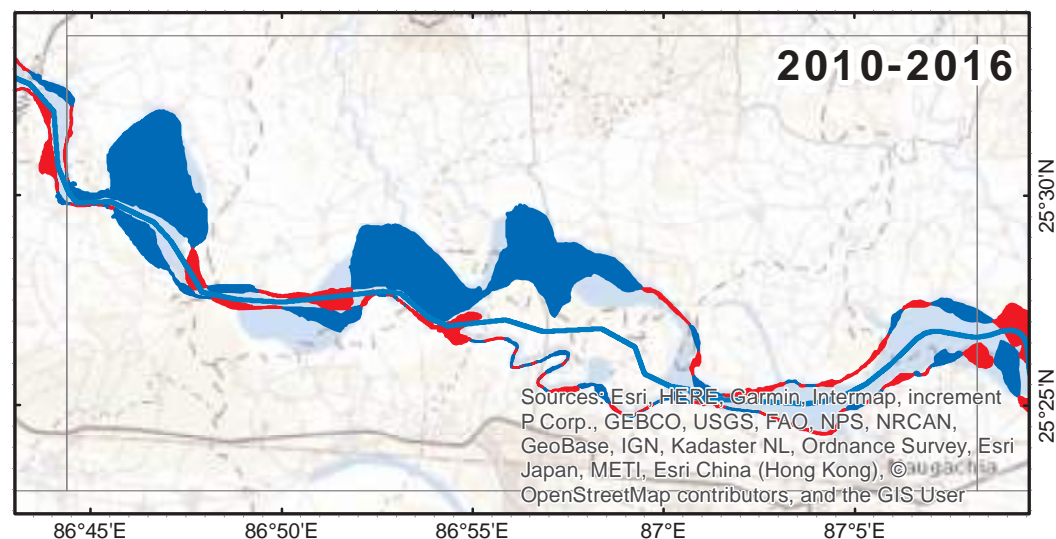 2010-2016
25°30'N
25°25'N
Sources: Esri, HERE, Garmin, Intermap, increment
P Corp., GEBCO, USGS, FAO, NPS, NRCAN,
GeoBase, IGN, Kadaster NL, Ordnance Survey, Esri
Japan, METI, Esri China (Hong Kong), ©
OpenStreetMap contributors, and the GIS User
86°45'E 86°50'E 86°55'E 87°E 87°5'E